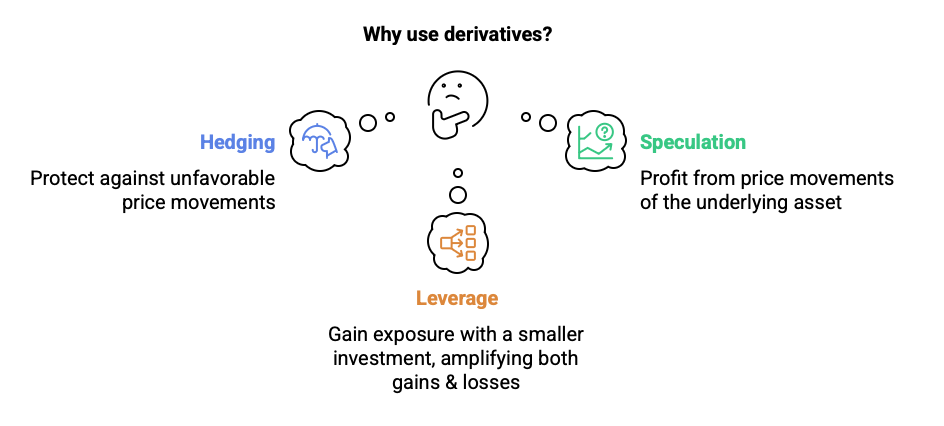 Why use derivatives?
Hedging
Protect against unfavorable
price movements
Speculation
Profit from price movements
of the underlying asset
Leverage
Gain exposure with a smaller
investment, amplifying both
gains & losses